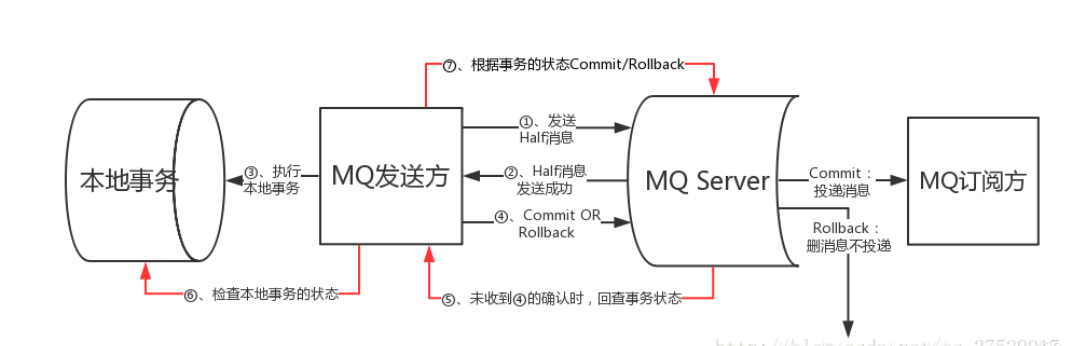 ⑦、根据事务的状态Commit/Rollback
①、发送
Half消息
③、执行
本地事务
本地事务
MQ发送方
②、Half消息
发送成功
MQ Server
Commit：
投递消息
MQ订阅方
④、Commit OR
Rollback
Rollback：
删消息不投递
⑥、检查本地事务的状态
⑤、未收到④的确认时，回查事务状态